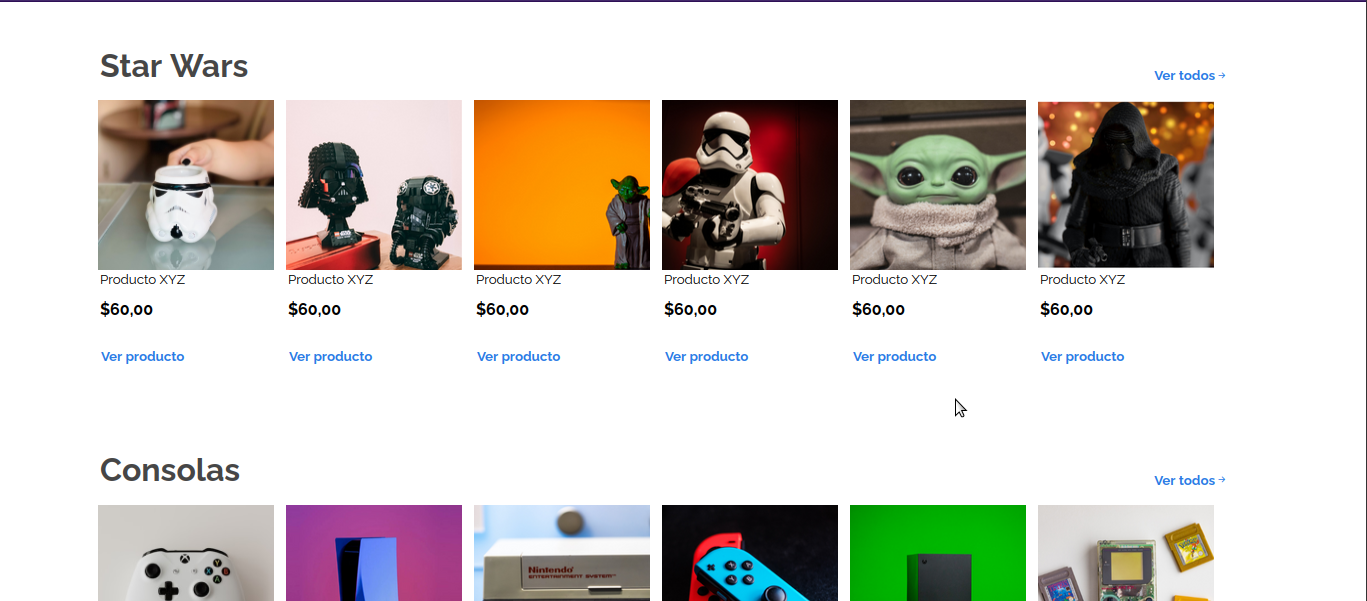 Star Wars
Ver todos →
Producto XYZ Producto XYZ Producto XYZ Producto XYZ Producto XYZ Producto XYZ
$60,00 $60,00 $60,00 $60,00 $60,00 $60,00
Ver producto Ver producto Ver producto Ver producto Ver producto Ver producto
Consolas
Ver todos →
Nintendo
ENTERTAINMENT SYSTEM™